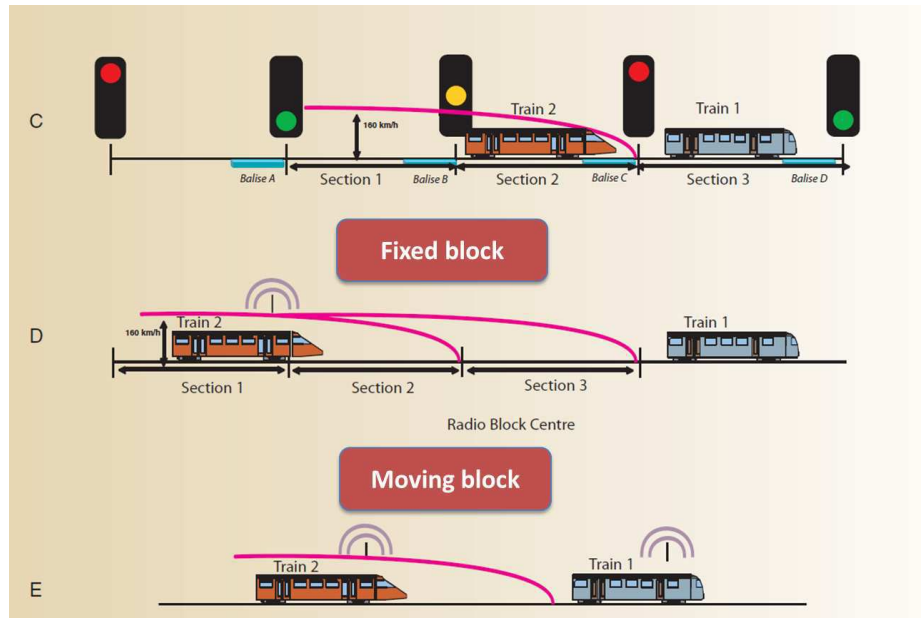 Train 2
Train 1
C
160 km/h
Balise A
Section 1
Balise B
Section 2
Balise C
Section 3
Balise D
Fixed block
Train 2
Train 1
D
160 km/h
Section 1
Section 2
Section 3
Radio Block Centre
Moving block
Train 2
Train 1
E